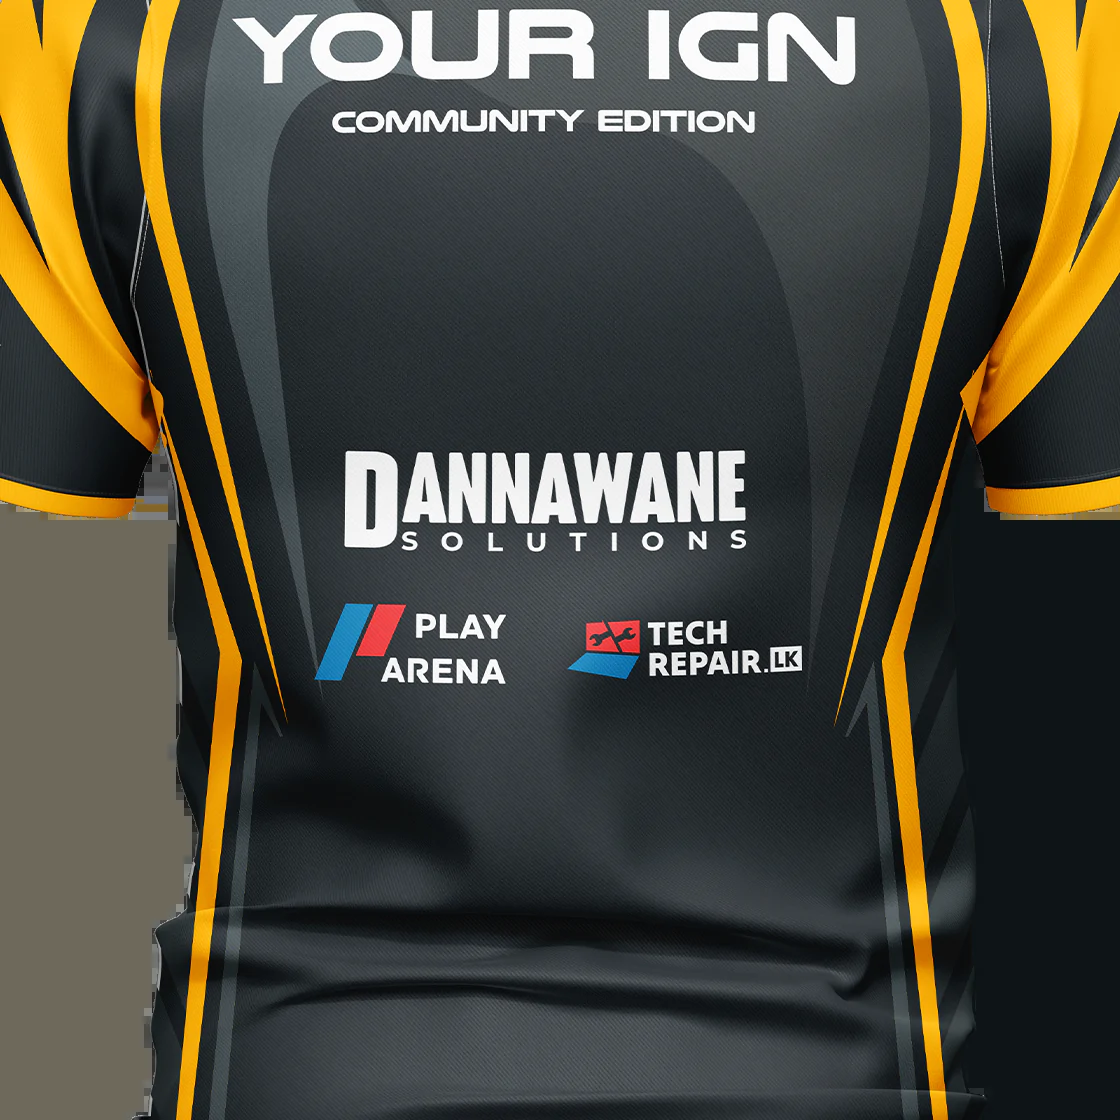 YOUR IGN
COMMUNITY EDITION
DANNAWANE
SOLUTIONS
PLAY
ARENA
TECH
REPAIR.LK